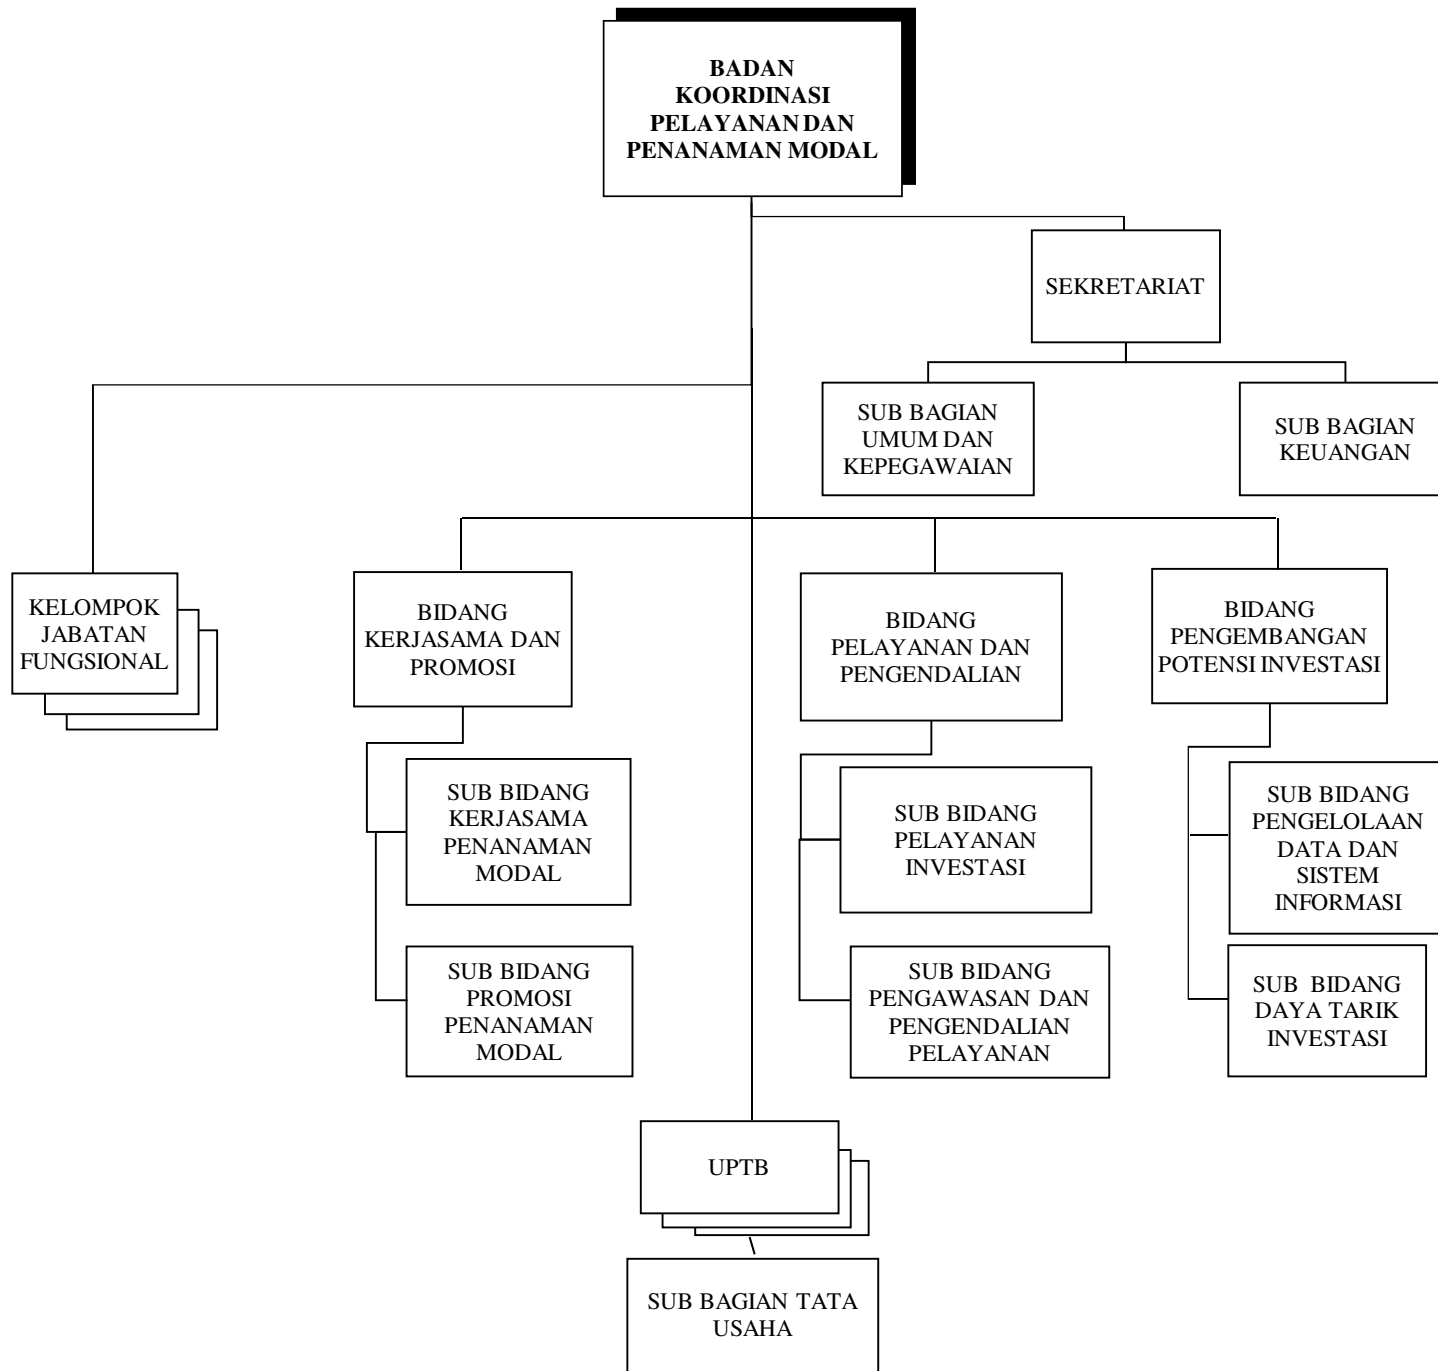 BADAN
KOORDINASI
PELAYANAN DAN
PENANAMAN MODAL
SEKRETARIAT
SUB BAGIAN
UMUM DAN
KEPEGAWAIAN
SUB BAGIAN
KEUANGAN
KELOMPOK
JABATAN
FUNGSIONAL
BIDANG
KERJASAMA DAN
PROMOSI
BIDANG
PELAYANAN DAN
PENGENDALIAN
BIDANG
PENGEMBANGAN
POTENSI INVESTASI
SUB BIDANG
KERJASAMA
PENANAMAN
MODAL
SUB BIDANG
PELAYANAN
INVESTASI
SUB BIDANG
PENGELOLAAN
DATA DAN
SISTEM
INFORMASI
SUB BIDANG
PROMOSI
PENANAMAN
MODAL
SUB BIDANG
PENGAWASAN DAN
PENGENDALIAN
PELAYANAN
SUB BIDANG
DAYA TARIK
INVESTASI
UPTB
SUB BAGIAN TATA
USAHA